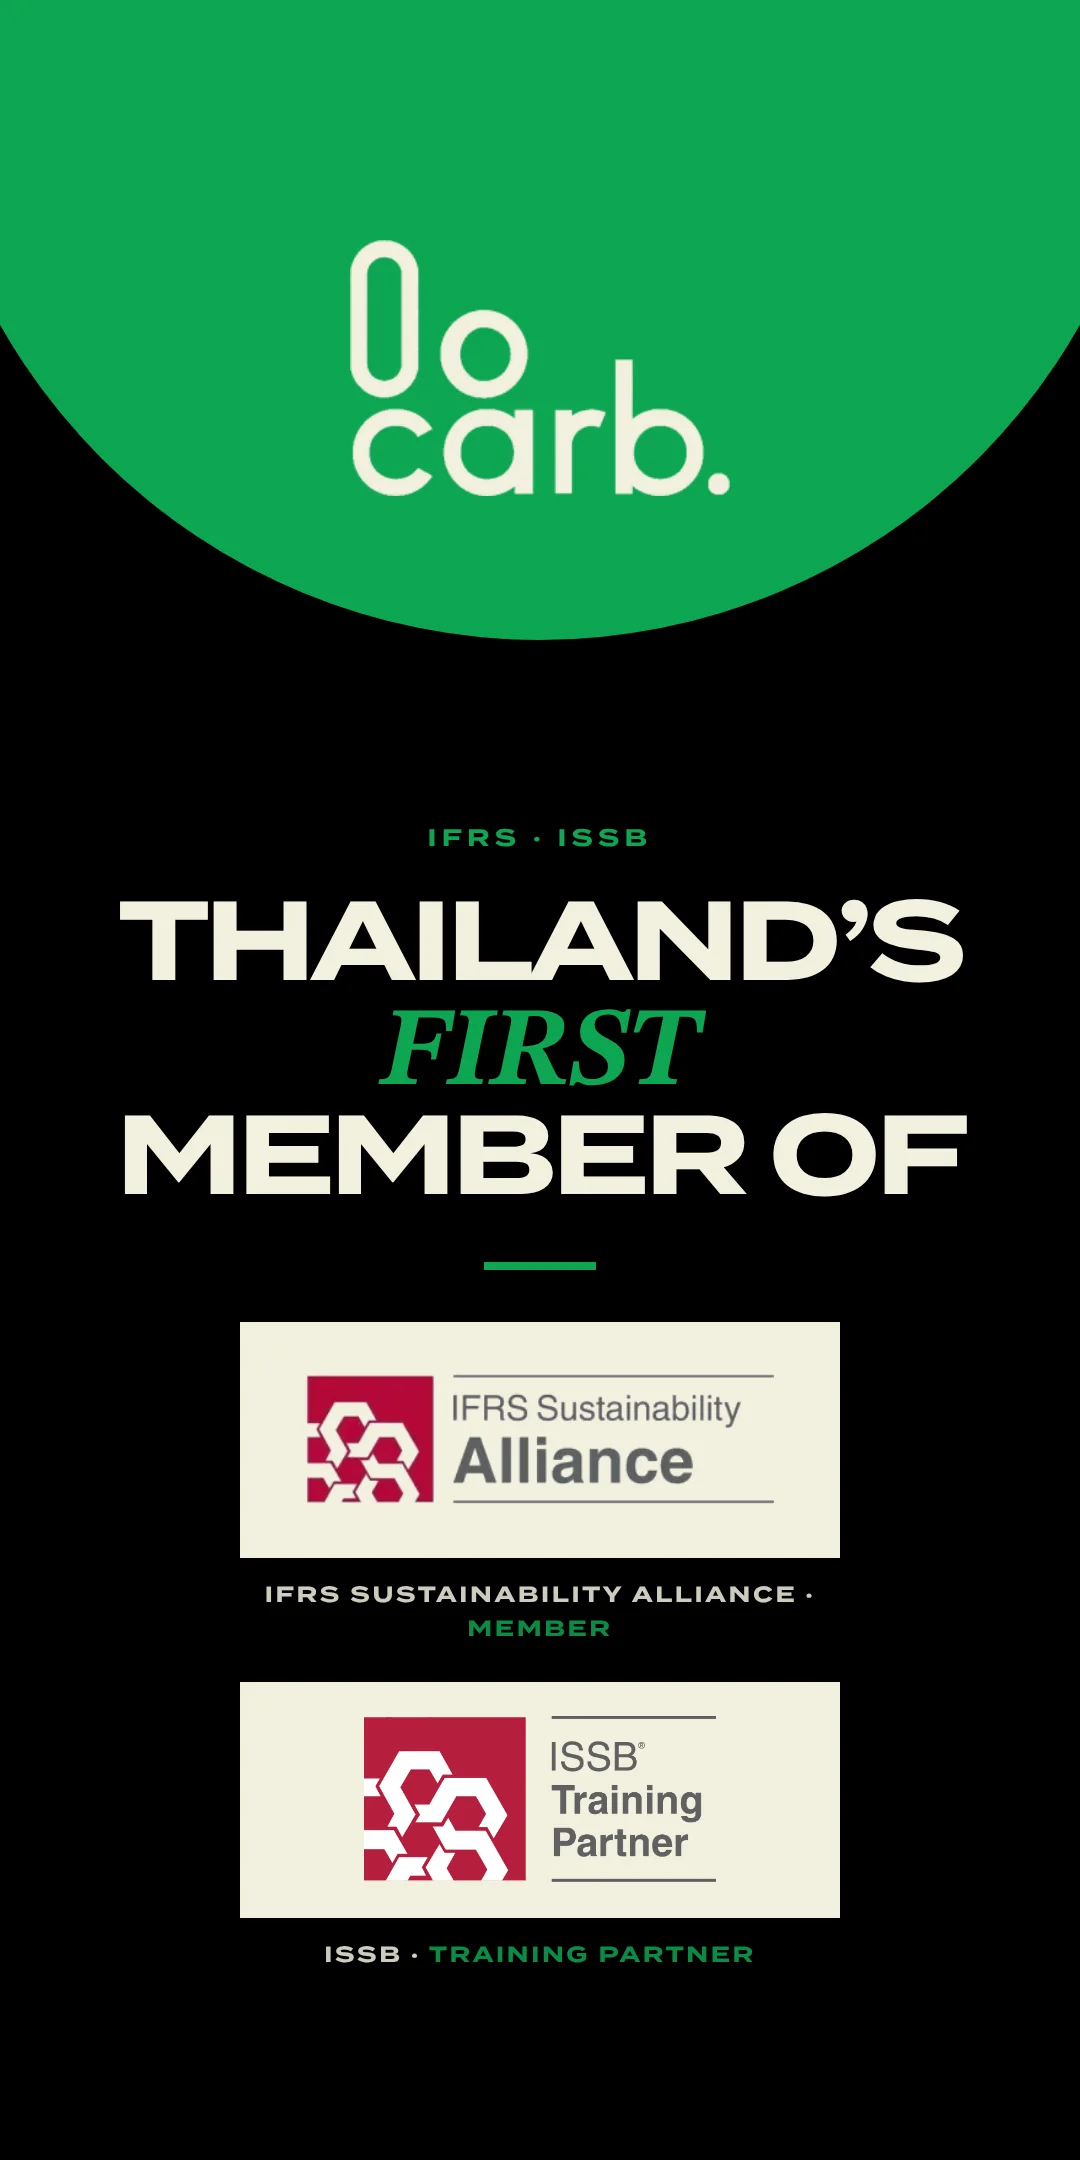 lo
carb.
IFRS · ISSB
THAILAND’S
FIRST
MEMBER OF
IFRS Sustainability
Alliance
IFRS SUSTAINABILITY ALLIANCE ·
MEMBER
ISSB®
Training
Partner
ISSB · TRAINING PARTNER